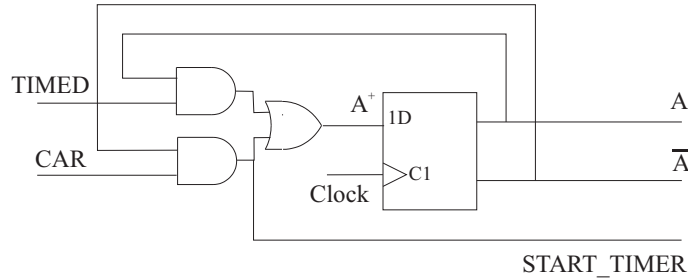 TIMED
A⁺
A
1D
CAR
C1
A̅
Clock
START_TIMER